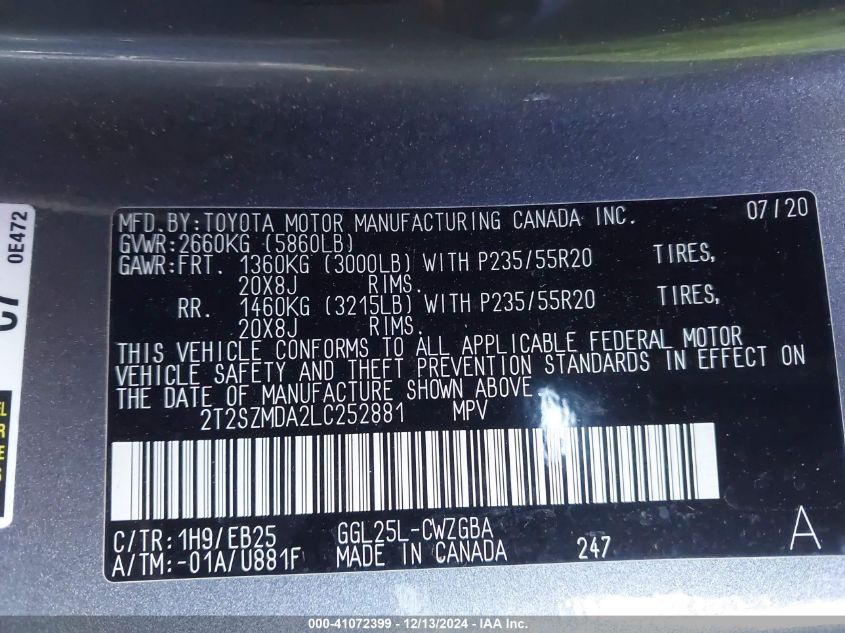 MFD.BY:TOYOTA MOTOR MANUFACTURING CANADA INC. 07/20
GVWR:2660KG (5860LB)
GAWR:FRT. 1360KG (3000LB) WITH P235/55R20 TIRES,
20X8J RIMS.
RR. 1460KG (3215LB) WITH P235/55R20 TIRES,
20X8J RIMS.
THIS VEHICLE CONFORMS TO ALL APPLICABLE FEDERAL MOTOR
VEHICLE SAFETY AND THEFT PREVENTION STANDARDS IN EFFECT ON
THE DATE OF MANUFACTURE SHOWN ABOVE.
2T2SZMDA2LC252881 MPV
C/TR:1H9/EB25 GGL25L-CWZGBA
A/TM:-01A/U881F MADE IN CANADA 247 A
0E472
C7
000-41072399 - 12/13/2024 - IAA Inc.